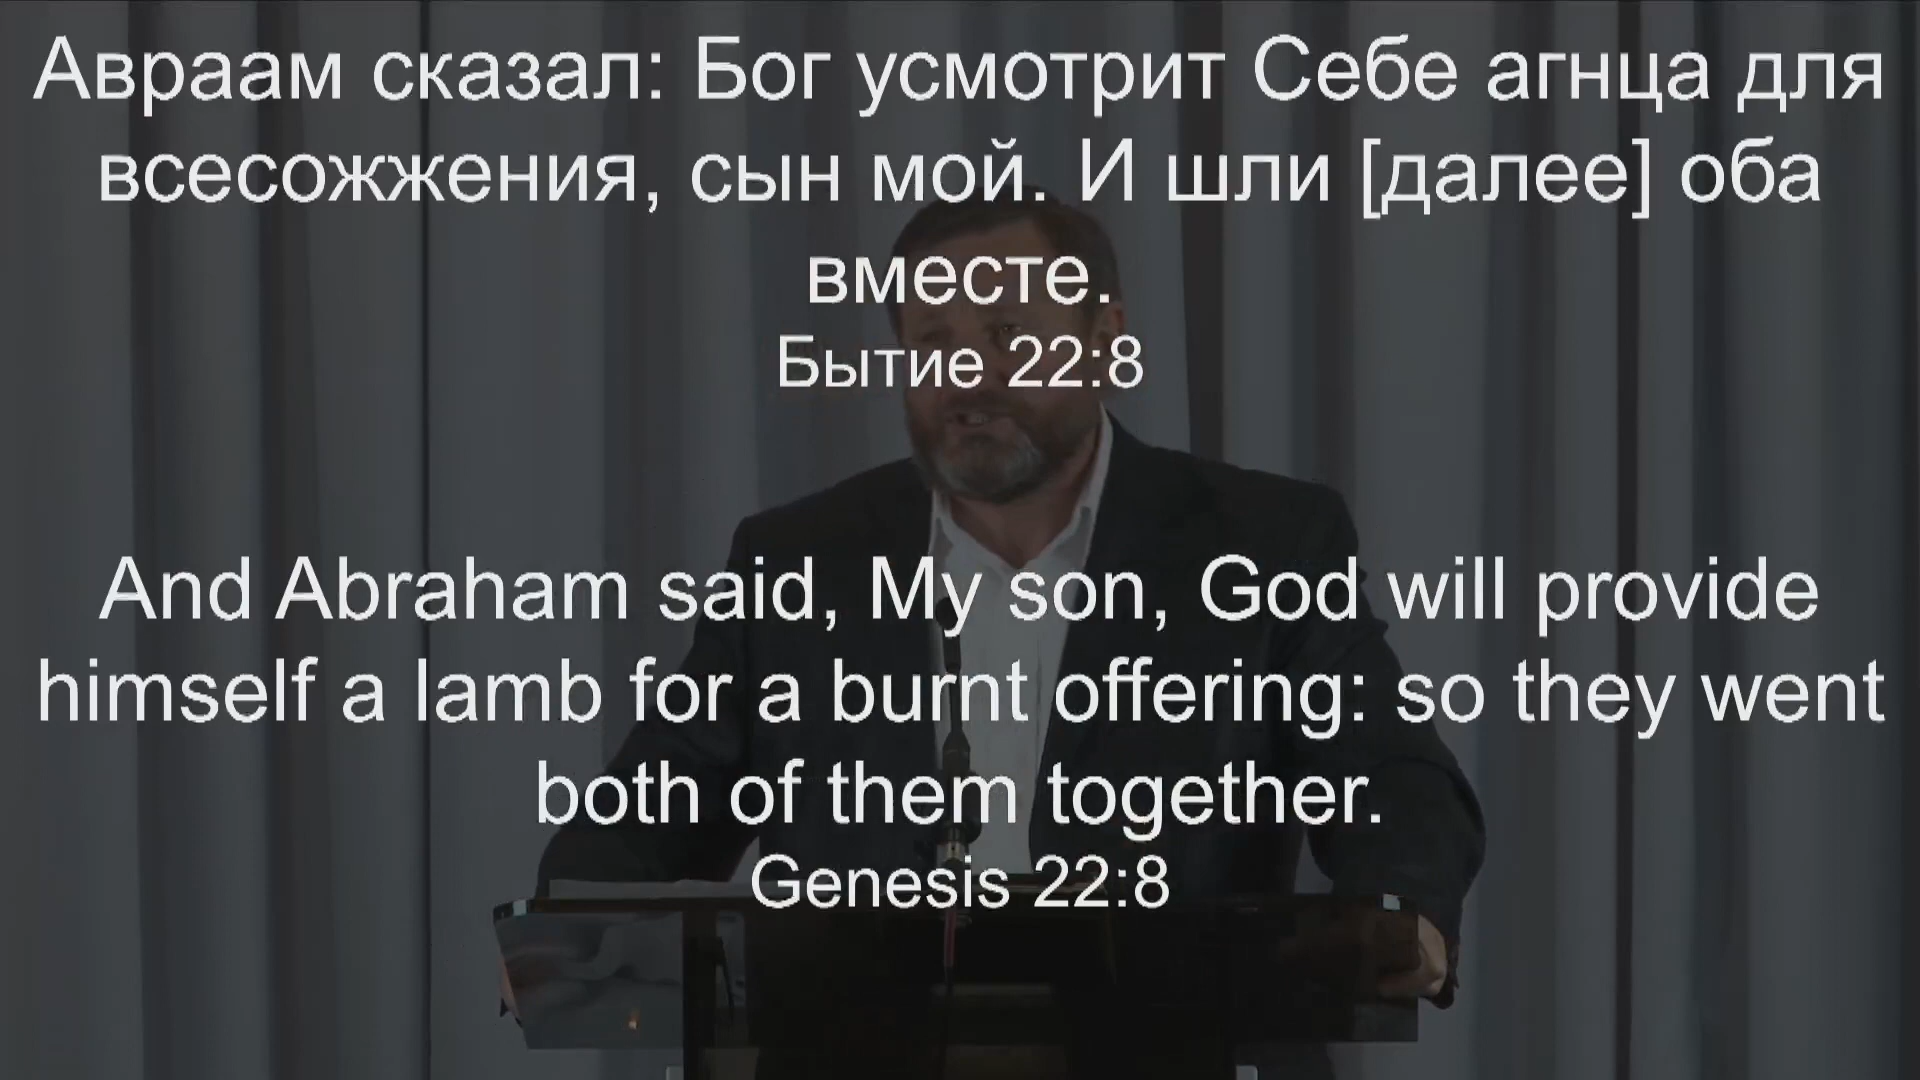 Авраам сказал: Бог усмотрит Себе агнца для
всесожжения, сын мой. И шли [далее] оба
вместе.
Бытие 22:8
And Abraham said, My son, God will provide
himself a lamb for a burnt offering: so they went
both of them together.
Genesis 22:8